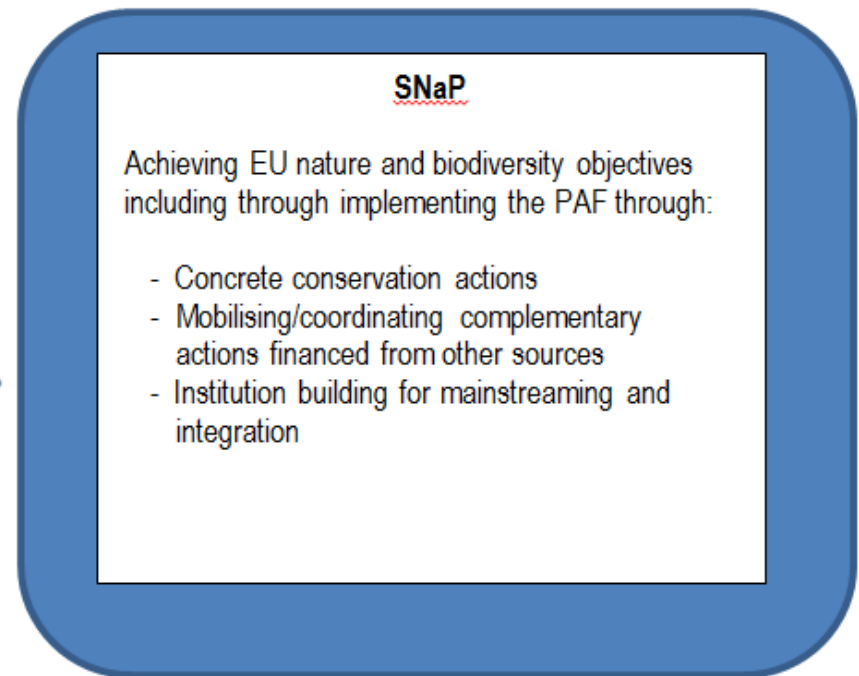 SNaP
Achieving EU nature and biodiversity objectives
including through implementing the PAF through:
- Concrete conservation actions
- Mobilising/coordinating complementary
actions financed from other sources
- Institution building for mainstreaming and
integration